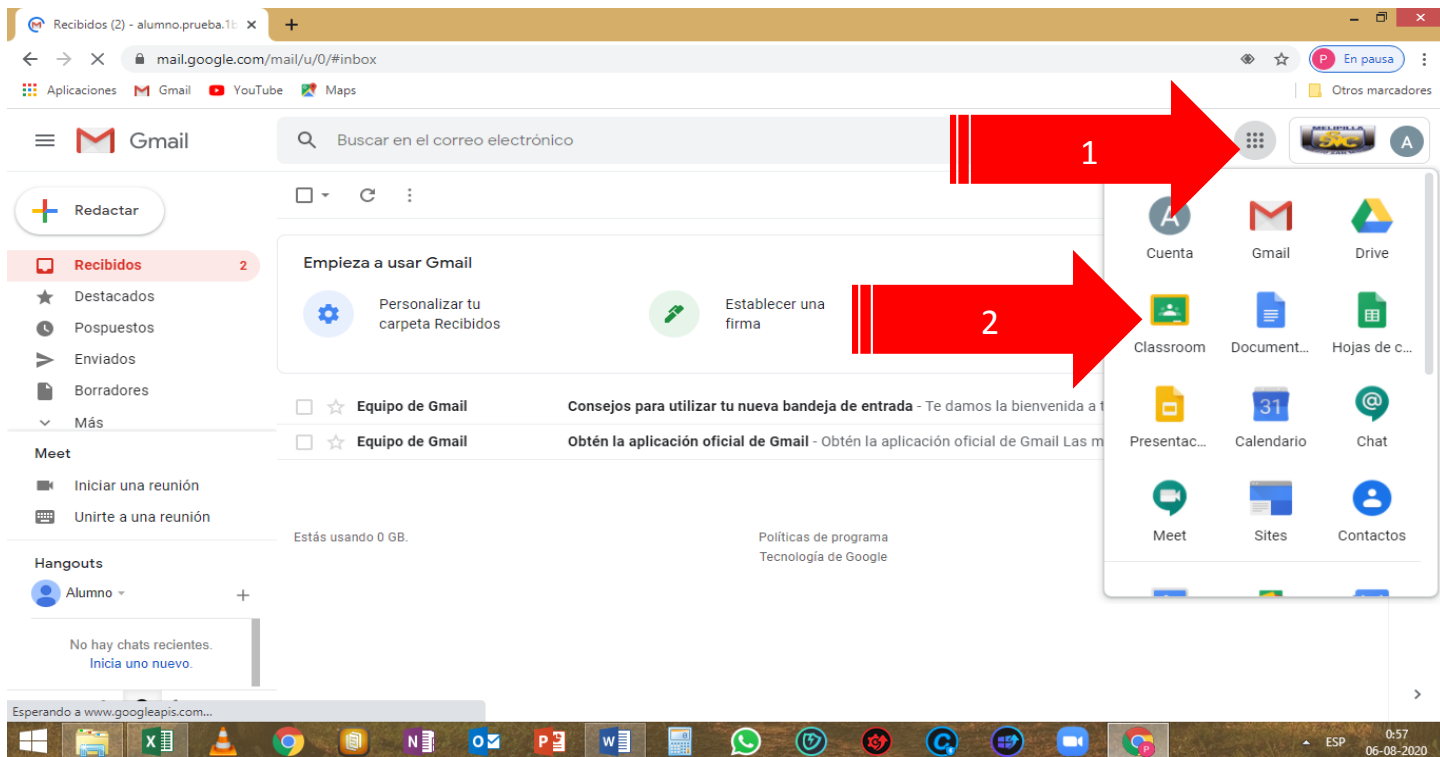 Recibidos (2) - alumno.prueba.1b
mail.google.com/mail/u/0/#inbox
P En pausa
Aplicaciones Gmail YouTube Maps Otros marcadores
Gmail
Buscar en el correo electrónico
1
MELIPILLA
A
Redactar
Recibidos 2
Destacados
Pospuestos
Enviados
Borradores
Más
Meet
Iniciar una reunión
Unirte a una reunión
Hangouts
Alumno
No hay chats recientes.
Inicia uno nuevo.
Empieza a usar Gmail
Personalizar tu
carpeta Recibidos
Establecer una
firma
2
Equipo de Gmail Consejos para utilizar tu nueva bandeja de entrada - Te damos la bienvenida a t
Equipo de Gmail Obtén la aplicación oficial de Gmail - Obtén la aplicación oficial de Gmail Las m
Estás usando 0 GB.
Políticas de programa
Tecnología de Google
A
Cuenta Gmail Drive
Classroom Document... Hojas de c...
31
Presentac... Calendario Chat
Meet Sites Contactos
Esperando a www.googleapis.com...
ESP
0:57
06-08-2020